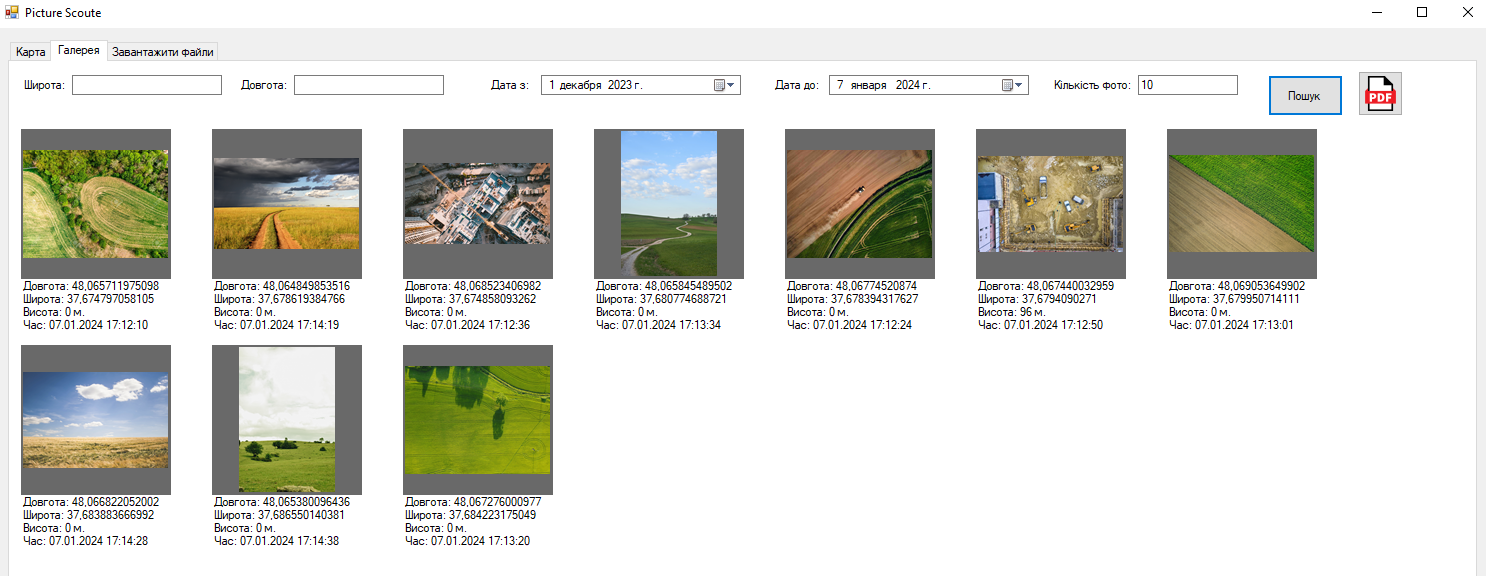 Picture Scoute
Карта Галерея Завантажити файли
Широта: Довгота: Дата з: 1 декабря 2023 г. Дата до: 7 января 2024 г. Кількість фото: 10 Пошук PDF
Довгота: 48,065711975098
Широта: 37,674797058105
Висота: 0 м.
Час: 07.01.2024 17:12:10
Довгота: 48,064849853516
Широта: 37,678619384766
Висота: 0 м.
Час: 07.01.2024 17:14:19
Довгота: 48,068523406982
Широта: 37,674858093262
Висота: 0 м.
Час: 07.01.2024 17:12:36
Довгота: 48,065845489502
Широта: 37,680774688721
Висота: 0 м.
Час: 07.01.2024 17:13:34
Довгота: 48,06774520874
Широта: 37,678394317627
Висота: 0 м.
Час: 07.01.2024 17:12:24
Довгота: 48,067440032959
Широта: 37,6794090271
Висота: 96 м.
Час: 07.01.2024 17:12:50
Довгота: 48,069053649902
Широта: 37,679950714111
Висота: 0 м.
Час: 07.01.2024 17:13:01
Довгота: 48,066822052002
Широта: 37,683883666992
Висота: 0 м.
Час: 07.01.2024 17:14:28
Довгота: 48,065380096436
Широта: 37,686550140381
Висота: 0 м.
Час: 07.01.2024 17:14:38
Довгота: 48,067276000977
Широта: 37,684223175049
Висота: 0 м.
Час: 07.01.2024 17:13:20